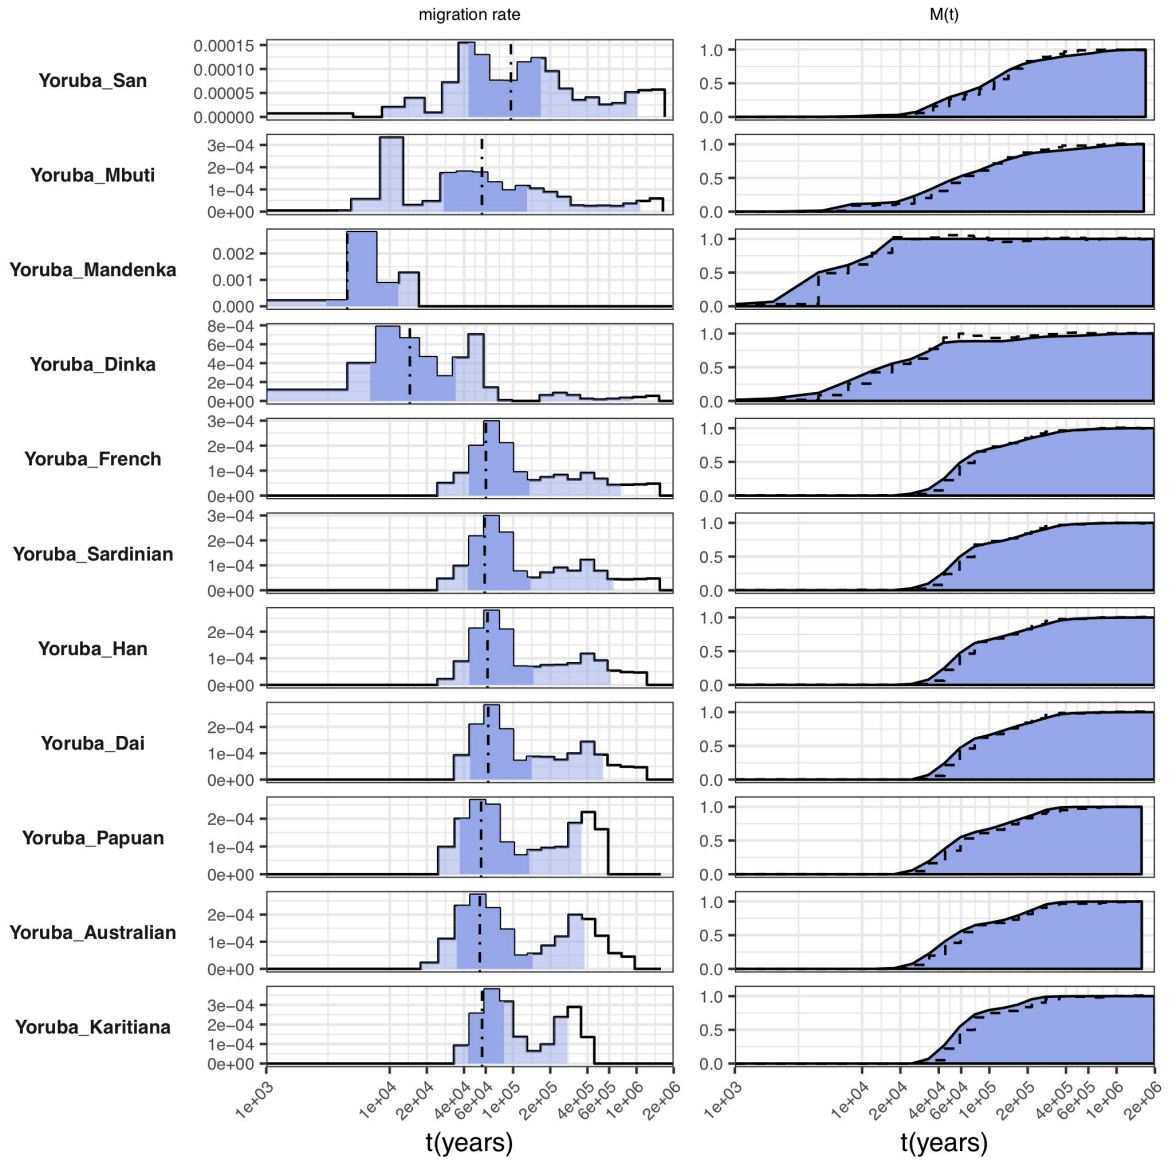 migration rate M(t)
Yoruba_San
0.00015 1.0
0.00010
0.00005 0.5
0.00000 0.0
Yoruba_Mbuti
3e−04 1.0
2e−04
1e−04 0.5
0e+00 0.0
Yoruba_Mandenka
0.002 1.0
0.001 0.5
0.000 0.0
Yoruba_Dinka
8e−04 1.0
6e−04
4e−04 0.5
2e−04
0e+00 0.0
Yoruba_French
3e−04 1.0
2e−04
1e−04 0.5
0e+00 0.0
Yoruba_Sardinian
3e−04 1.0
2e−04
1e−04 0.5
0e+00 0.0
Yoruba_Han
2e−04 1.0
1e−04 0.5
0e+00 0.0
Yoruba_Dai
2e−04 1.0
1e−04 0.5
0e+00 0.0
Yoruba_Papuan
2e−04 1.0
1e−04 0.5
0e+00 0.0
Yoruba_Australian
2e−04 1.0
1e−04 0.5
0e+00 0.0
Yoruba_Karitiana
3e−04 1.0
2e−04
1e−04 0.5
0e+00 0.0
1e+03 1e+04 2e+04 4e+04 6e+04 1e+05 2e+05 4e+05 6e+05 1e+06 2e+06 1e+03 1e+04 2e+04 4e+04 6e+04 1e+05 2e+05 4e+05 6e+05 1e+06 2e+06
t(years) t(years)